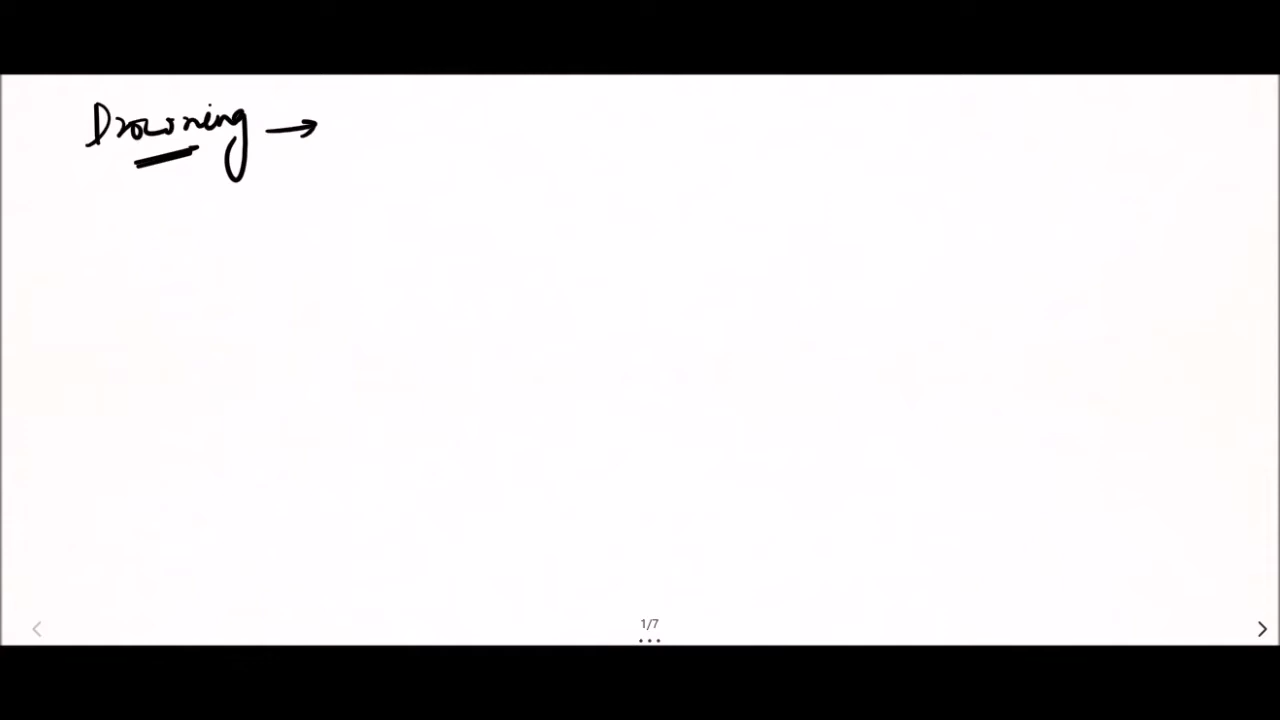 Drowning →
1/7